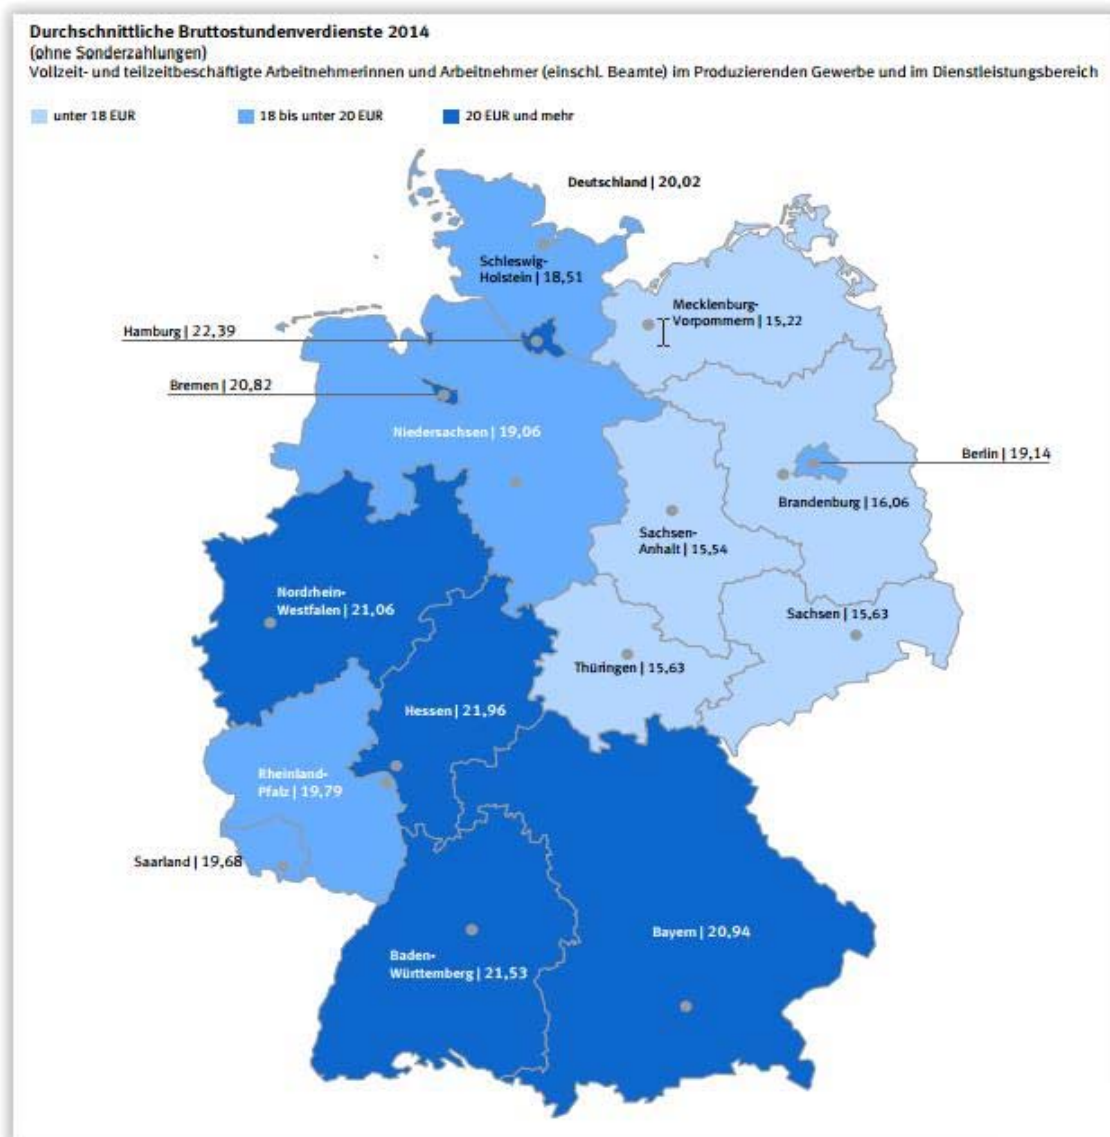 Durchschnittliche Bruttostundenverdienste 2014
(ohne Sonderzahlungen)
Vollzeit- und teilzeitbeschäftigte Arbeitnehmerinnen und Arbeitnehmer (einschl. Beamte) im Produzierenden Gewerbe und im Dienstleistungsbereich
unter 18 EUR
18 bis unter 20 EUR
20 EUR und mehr
Deutschland | 20,02
Schleswig-
Holstein | 18,51
Mecklenburg-
Vorpommern | 15,22
Hamburg | 22,39
Bremen | 20,82
Niedersachsen | 19,06
Berlin | 19,14
Brandenburg | 16,06
Sachsen-
Anhalt | 15,54
Nordrhein-
Westfalen | 21,06
Sachsen | 15,63
Thüringen | 15,63
Hessen | 21,96
Rheinland-
Pfalz | 19,79
Saarland | 19,68
Bayern | 20,94
Baden-
Württemberg | 21,53